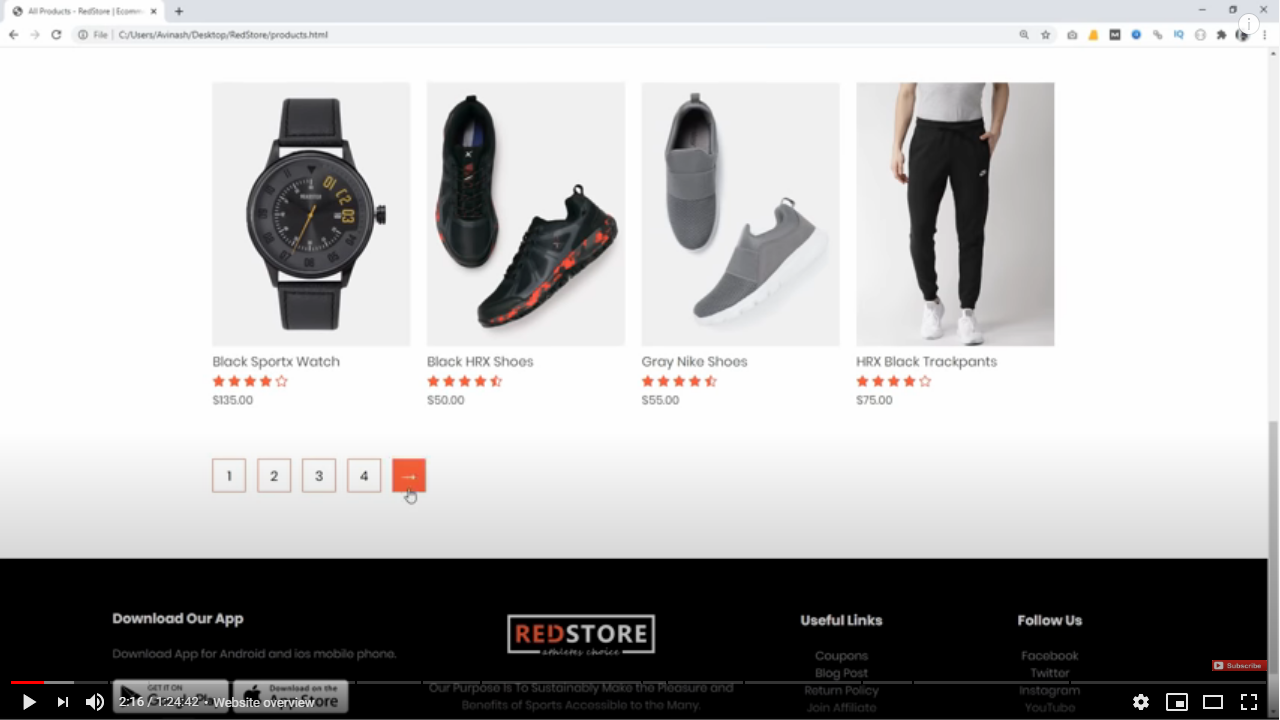 All Products - RedStore | Ecomm
File | C:/Users/Avinash/Desktop/RedStore/products.html
Black Sportx Watch
$135.00
Black HRX Shoes
$50.00
Gray Nike Shoes
$55.00
HRX Black Trackpants
$75.00
1 2 3 4 →
Download Our App
Download App for Android and ios mobile phone.
GET IT ON
Download on the
App Store
REDSTORE
athletes choice
Our Purpose Is To Sustainably Make the Pleasure and
Benefits of Sports Accessible to the Many.
Useful Links
Coupons
Blog Post
Return Policy
Join Affiliate
Follow Us
Facebook
Twitter
Instagram
YouTube
Subscribe
2:16 / 1:24:42 • Website overview